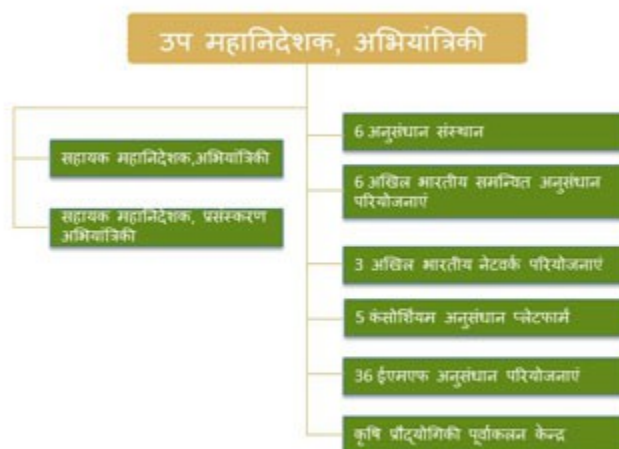 उप महानिदेशक, अभियांत्रिकी
सहायक महानिदेशक,अभियांत्रिकी
सहायक महानिदेशक, प्रसंस्करण
अभियांत्रिकी
6 अनुसंधान संस्थान
6 अखिल भारतीय समन्वित अनुसंधान
परियोजनाएं
3 अखिल भारतीय नेटवर्क परियोजनाएं
5 कंसोर्शियम अनुसंधान प्लेटफार्म
36 ईएमएफ अनुसंधान परियोजनाएं
कृषि प्रौद्योगिकी पूर्वाकलन केन्द्र